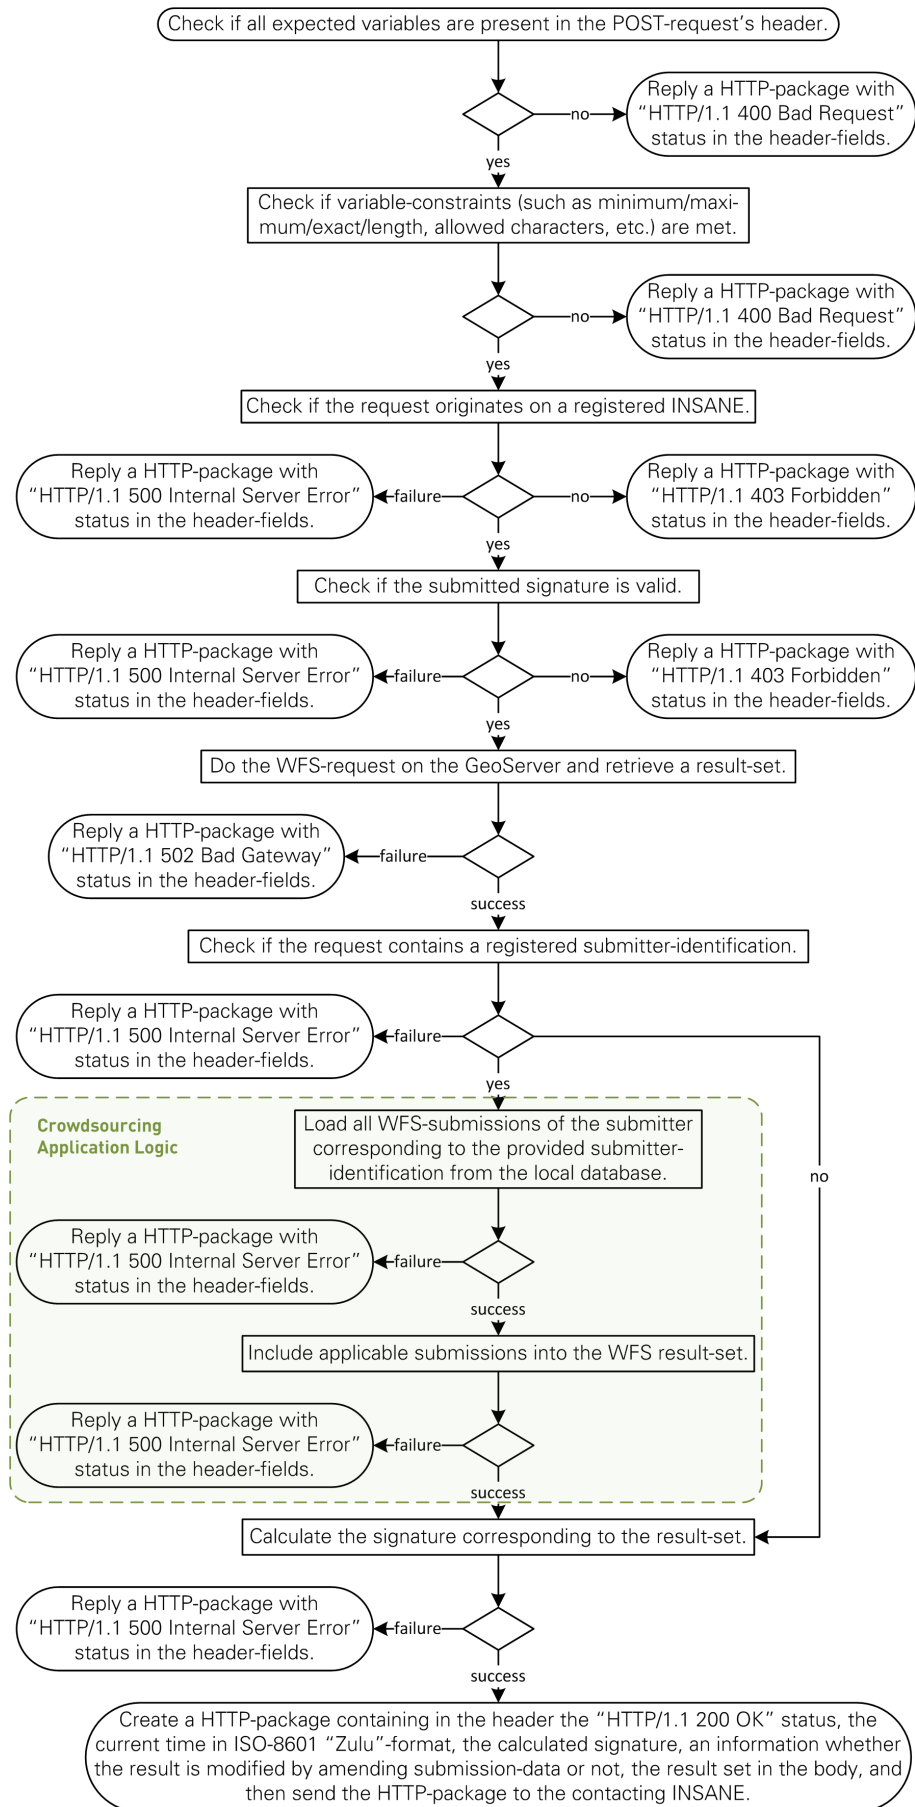 Check if all expected variables are present in the POST-request's header.
Reply a HTTP-package with
no
"HTTP/1.1 400 Bad Request"
status in the header-fields.
yes
Check if variable-constraints (such as minimum/maxi-
mum/exact/length, allowed characters, etc.) are met.
Reply a HTTP-package with
no
"HTTP/1.1 400 Bad Request"
status in the header-fields.
yes
Check if the request originates on a registered INSANE.
Reply a HTTP-package with
"HTTP/1.1 500 Internal Server Error"
status in the header-fields.
failure
no
Reply a HTTP-package with
"HTTP/1.1 403 Forbidden"
status in the header-fields.
yes
Check if the submitted signature is valid.
Reply a HTTP-package with
"HTTP/1.1 500 Internal Server Error"
status in the header-fields.
failure
no
Reply a HTTP-package with
"HTTP/1.1 403 Forbidden"
status in the header-fields.
yes
Do the WFS-request on the GeoServer and retrieve a result-set.
Reply a HTTP-package with
"HTTP/1.1 502 Bad Gateway"
status in the header-fields.
failure
success
Check if the request contains a registered submitter-identification.
Reply a HTTP-package with
"HTTP/1.1 500 Internal Server Error"
status in the header-fields.
failure
yes
no
Crowdsourcing
Application Logic
Load all WFS-submissions of the submitter
corresponding to the provided submitter-
identification from the local database.
Reply a HTTP-package with
"HTTP/1.1 500 Internal Server Error"
status in the header-fields.
failure
success
Include applicable submissions into the WFS result-set.
Reply a HTTP-package with
"HTTP/1.1 500 Internal Server Error"
status in the header-fields.
failure
success
Calculate the signature corresponding to the result-set.
Reply a HTTP-package with
"HTTP/1.1 500 Internal Server Error"
status in the header-fields.
failure
success
Create a HTTP-package containing in the header the "HTTP/1.1 200 OK" status, the
current time in ISO-8601 "Zulu"-format, the calculated signature, an information whether
the result is modified by amending submission-data or not, the result set in the body, and
then send the HTTP-package to the contacting INSANE.